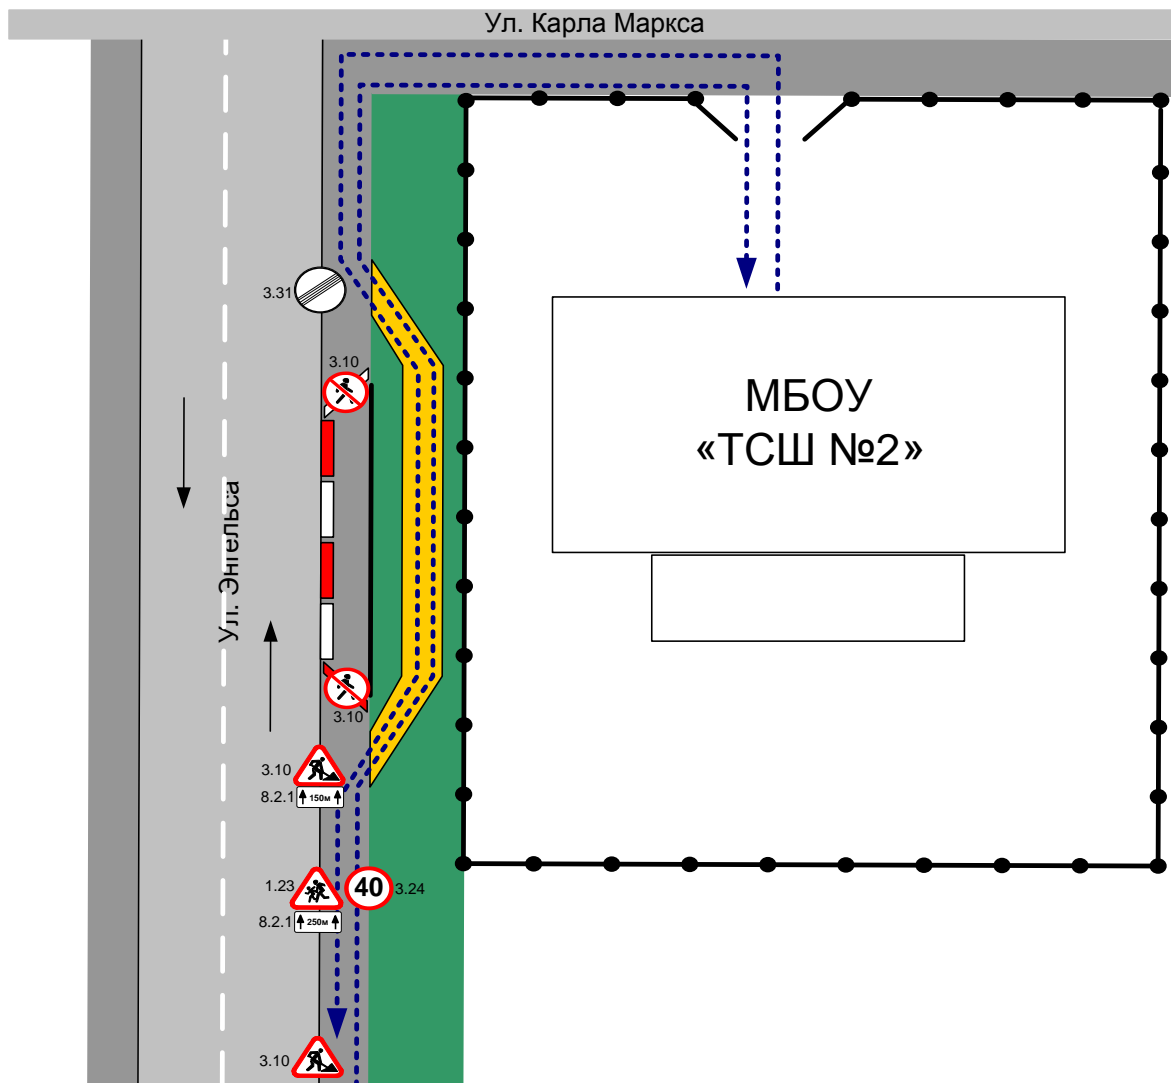 Ул. Карла Маркса
3.31
3.10
МБОУ
«ТСШ №2»
Ул. Энгельса
3.10
3.10
8.2.1
150м
1.23
40
3.24
8.2.1
250м
3.10